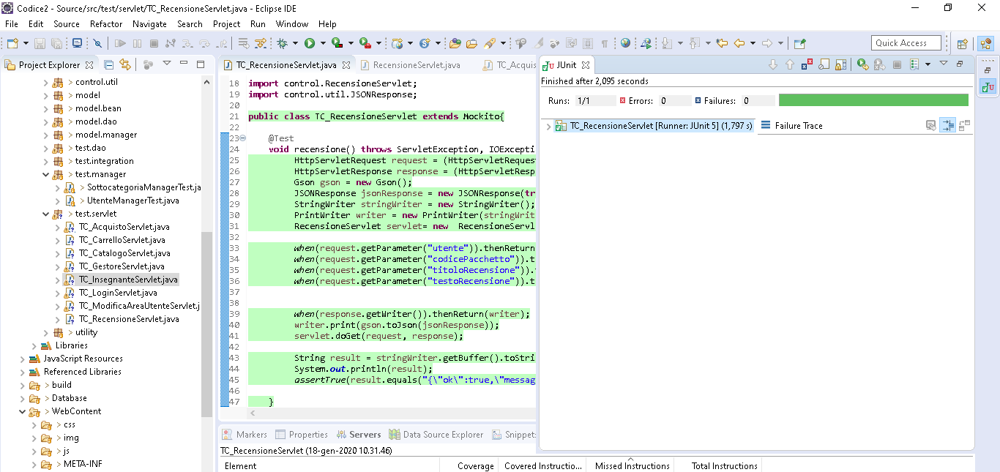 Codice2 - Source/src/test/servlet/TC_RecensioneServlet.java - Eclipse IDE
File Edit Source Refactor Navigate Search Project Run Window Help
Quick Access
Project Explorer
> control.util
> model
> model.bean
> model.dao
> model.manager
> test.dao
> test.integration
> test.manager
> SottocategoriaManagerTest.ja
> UtenteManagerTest.java
> test.servlet
TC_AcquistoServlet.java
TC_CarrelloServlet.java
TC_CatalogoServlet.java
TC_GestoreServlet.java
TC_InsegnanteServlet.java
TC_LoginServlet.java
TC_ModificaAreaUtenteServlet.j
TC_RecensioneServlet.java
> utility
Libraries
JavaScript Resources
Referenced Libraries
> build
> Database
> WebContent
> css
> img
> js
> META-INF
TC_RecensioneServlet.java RecensioneServlet.java TC_Acquis
18 import control.RecensioneServlet;
19 import control.util.JSONResponse;
20
21 public class TC_RecensioneServlet extends Mockito{
22
23 @Test
24 void recensione() throws ServletException, IOExcepti
25 HttpServletRequest request = (HttpServletReques
26 HttpServletResponse response = (HttpServletResp
27 Gson gson = new Gson();
28 JSONResponse jsonResponse = new JSONResponse(tr
29 StringWriter stringWriter = new StringWriter();
30 PrintWriter writer = new PrintWriter(stringWrit
31 RecensioneServlet servlet= new RecensioneServl
32
33 when(request.getParameter("utente")).thenReturn
34 when(request.getParameter("codicePacchetto")).t
35 when(request.getParameter("titoloRecensione")).
36 when(request.getParameter("testoRecensione")).t
37
38
39 when(response.getWriter()).thenReturn(writer);
40 writer.print(gson.toJson(jsonResponse));
41 servlet.doGet(request, response);
42
43 String result = stringWriter.getBuffer().toStri
44 System.out.println(result);
45 assertTrue(result.equals("{\"ok\":true,\"messag
46
47 }
JUnit
Finished after 2,095 seconds
Runs: 1/1 Errors: 0 Failures: 0
TC_RecensioneServlet [Runner: JUnit 5] (1,797 s)
Failure Trace
Markers Properties Servers Data Source Explorer Snippet
TC_RecensioneServlet (18-gen-2020 10.31.46)
Element Coverage Covered Instructio... Missed Instructions Total Instructions